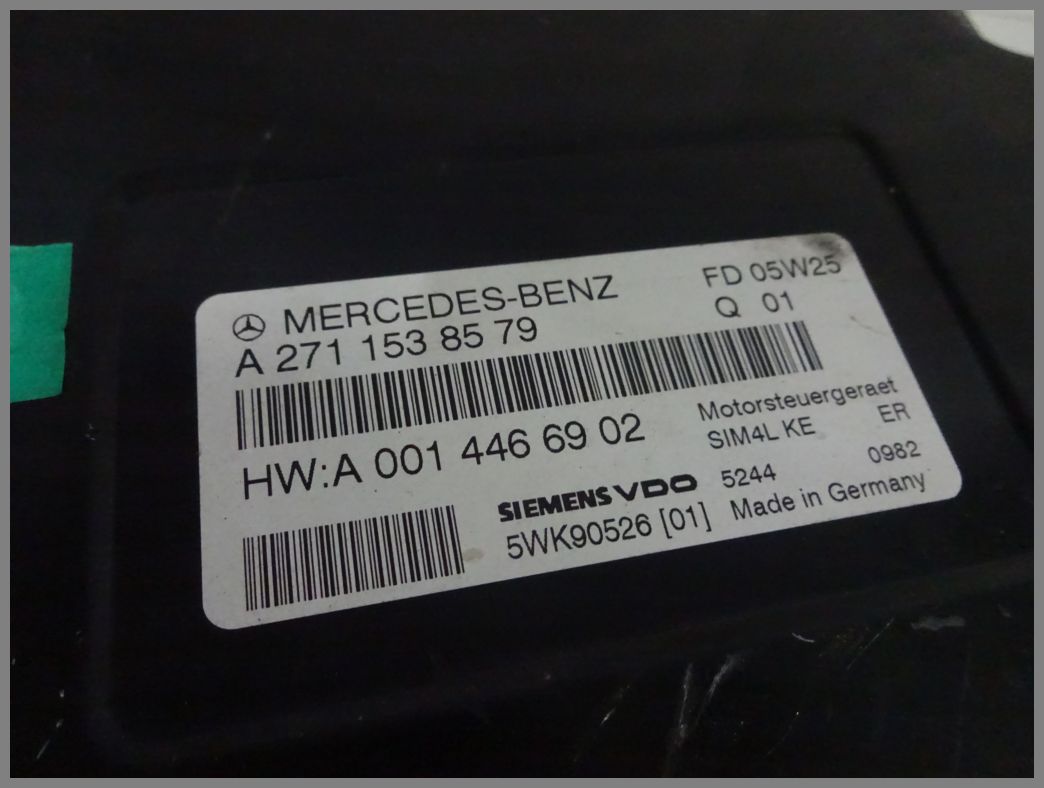 MERCEDES-BENZ
A 271 153 85 79
FD 05W25
Q 01
HW:A 001 446 69 02
Motorsteuergeraet
SIM4L KE ER
SIEMENS VDO 5244 0982
5WK90526 [01] Made in Germany